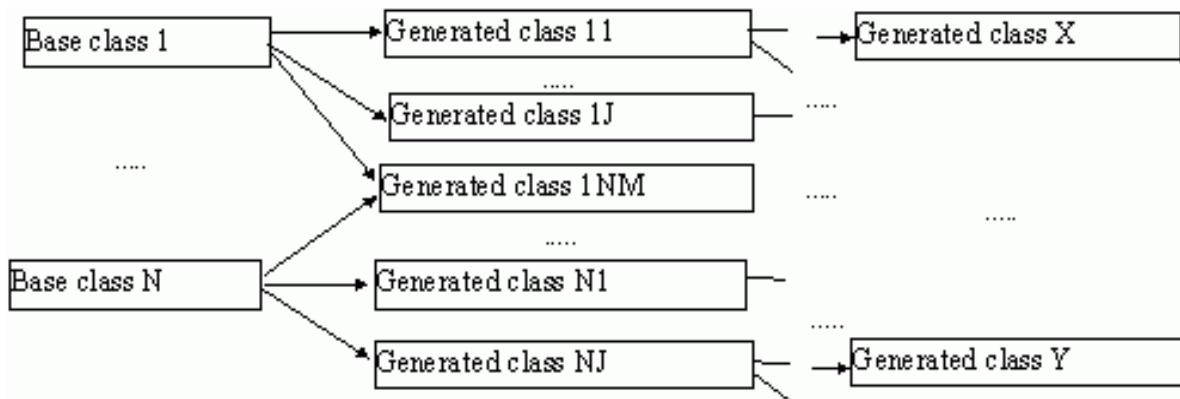 Base class 1
Generated class 11
Generated class X
.....
Generated class 1J
.....
.....
Generated class 1NM
.....
.....
.....
Base class N
Generated class N1
.....
Generated class NJ
Generated class Y